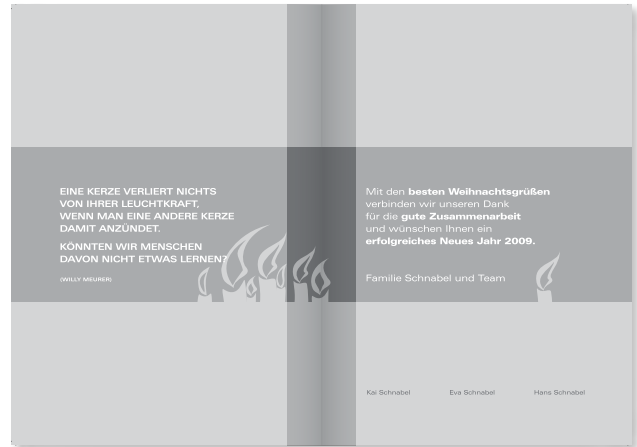 EINE KERZE VERLIERT NICHTS
VON IHRER LEUCHTKRAFT,
WENN MAN EINE ANDERE KERZE
DAMIT ANZÜNDET.
KÖNNTEN WIR MENSCHEN
DAVON NICHT ETWAS LERNEN?
(WILLY MEURER)
Mit den besten Weihnachtsgrüßen
verbinden wir unseren Dank
für die gute Zusammenarbeit
und wünschen Ihnen ein
erfolgreiches Neues Jahr 2009.
Familie Schnabel und Team
Kai Schnabel Eva Schnabel Hans Schnabel